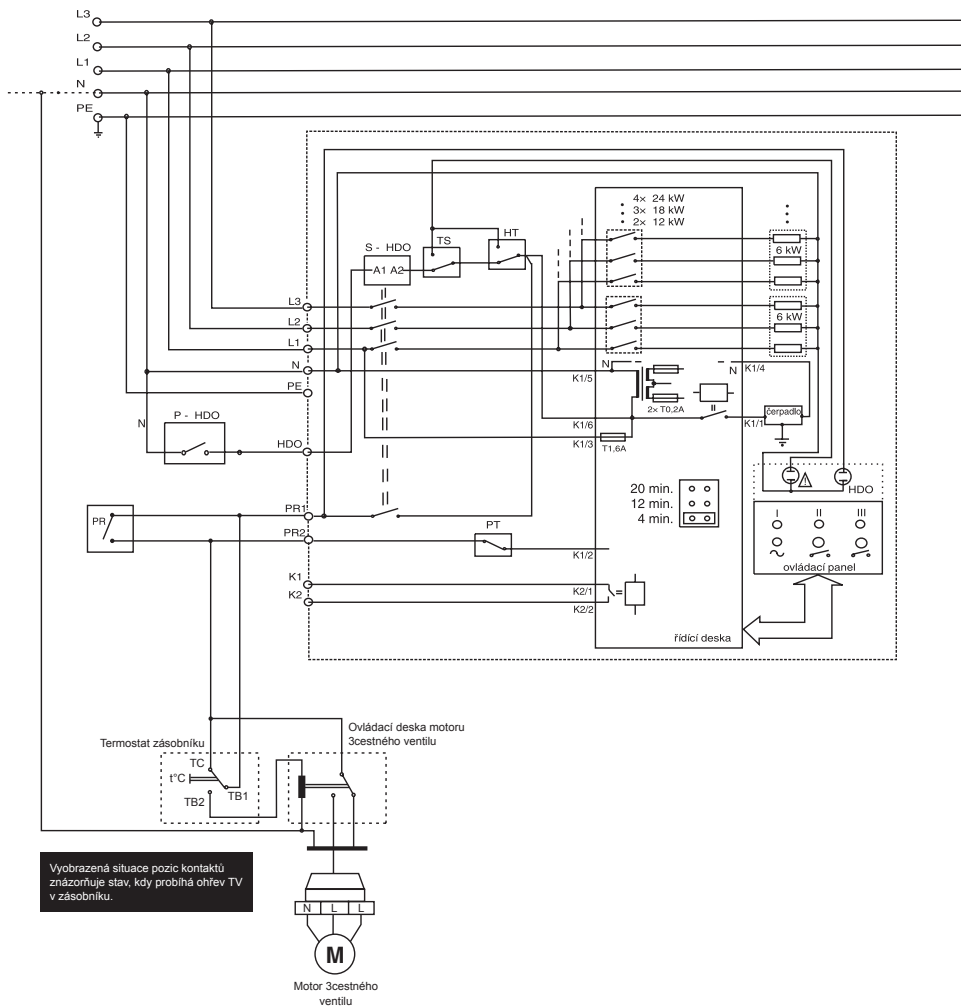 L3
L2
L1
N
PE
4× 24 kW
3× 18 kW
2× 12 kW
S - HDO
TS
HT
A1 A2
6 kW
6 kW
L3
L2
L1
N
PE
N
K1/5
N
K1/4
2× T0,2A
čerpadlo
K1/1
K1/6
K1/3
T1,6A
P - HDO
N
HDO
HDO
20 min.
12 min.
4 min.
I
II
III
ovládací panel
PR
PR1
PR2
PT
K1/2
K1
K2
K2/1
K2/2
řídící deska
Ovládací deska motoru
3cestného ventilu
Termostat zásobníku
TC
t°C
TB1
TB2
Vyobrazená situace pozic kontaktů
znázorňuje stav, kdy probíhá ohřev TV
v zásobníku.
N L L
M
Motor 3cestného
ventilu